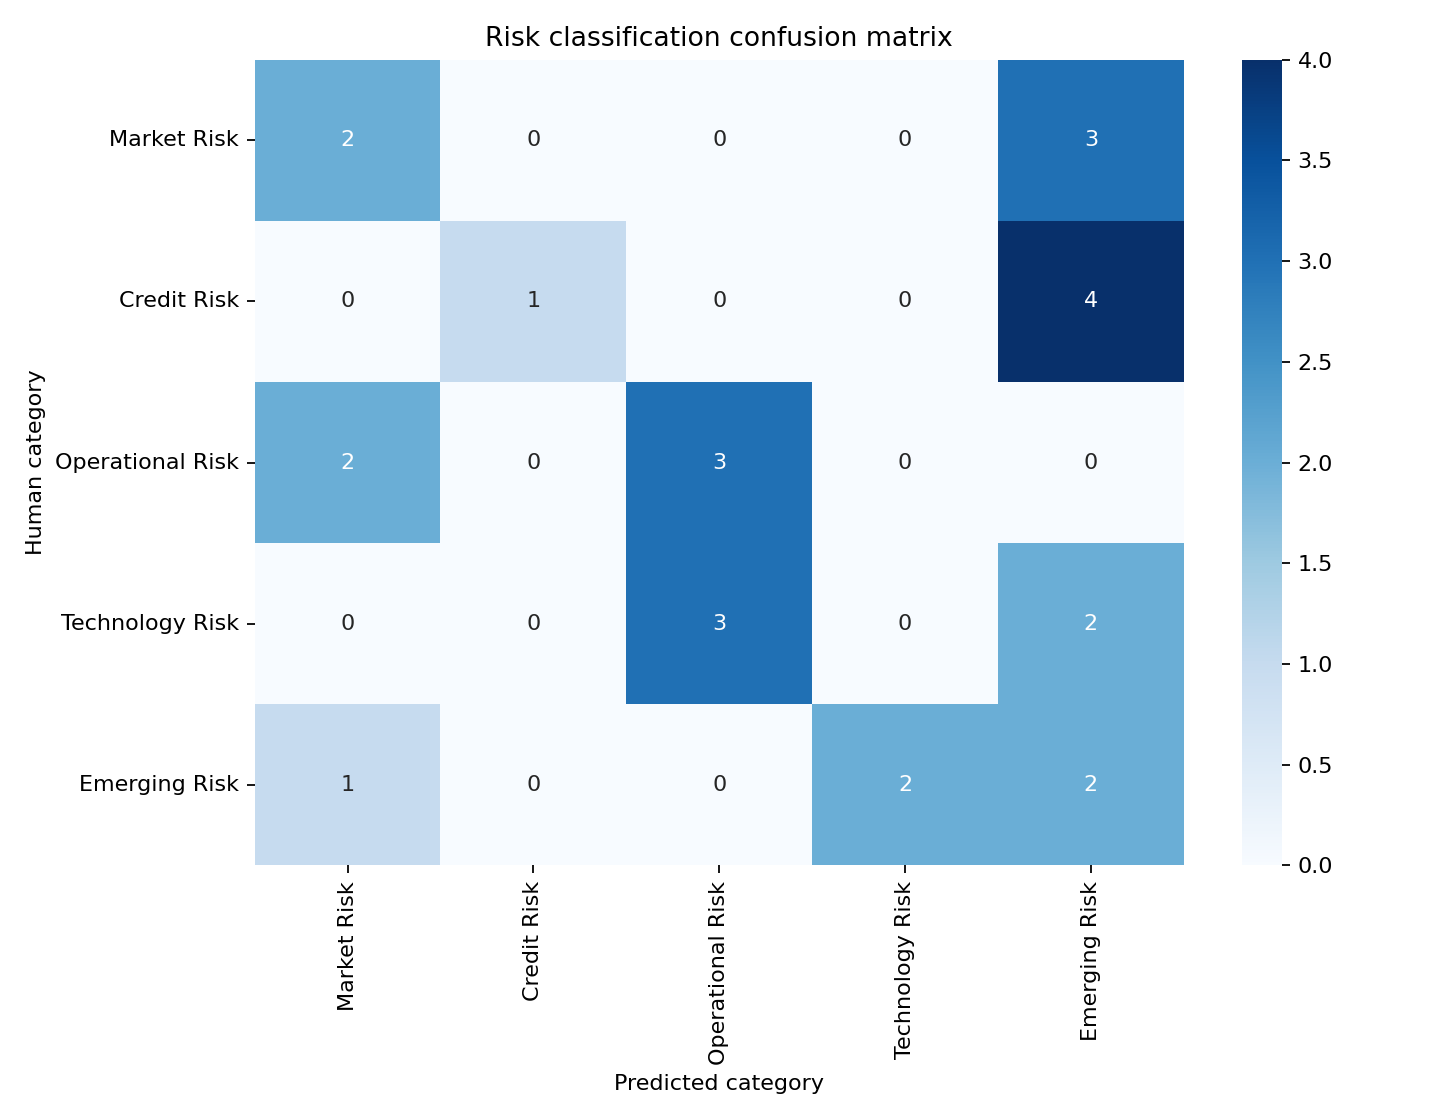 Risk classification confusion matrix
Human category
Market Risk 2 0 0 0 3
Credit Risk 0 1 0 0 4
Operational Risk 2 0 3 0 0
Technology Risk 0 0 3 0 2
Emerging Risk 1 0 0 2 2
Market Risk
Credit Risk
Operational Risk
Technology Risk
Emerging Risk
Predicted category
4.0
3.5
3.0
2.5
2.0
1.5
1.0
0.5
0.0